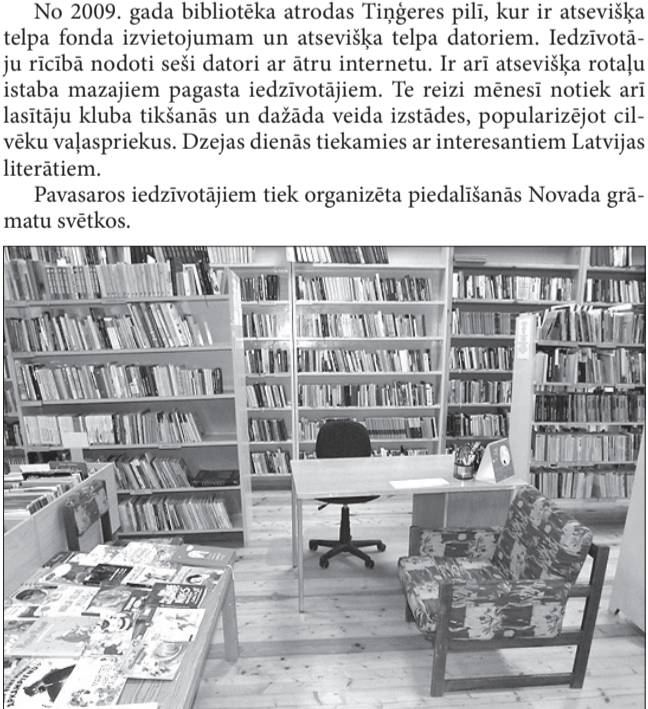 No 2009. gada bibliotēka atrodas Tiņģeres pilī, kur ir atsevišķa
telpa fonda izvietojumam un atsevišķa telpa datoriem. Iedzīvotā-
ju rīcībā nodoti seši datori ar ātru internetu. Ir arī atsevišķa rotaļu
istaba mazajiem pagasta iedzīvotājiem. Te reizi mēnesī notiek arī
lasītāju kluba tikšanās un dažāda veida izstādes, popularizējot cil-
vēku vaļaspriekus. Dzejas dienās tiekamies ar interesantiem Latvijas
literātiem.
Pavasaros iedzīvotājiem tiek organizēta piedalīšanās Novada grā-
matu svētkos.